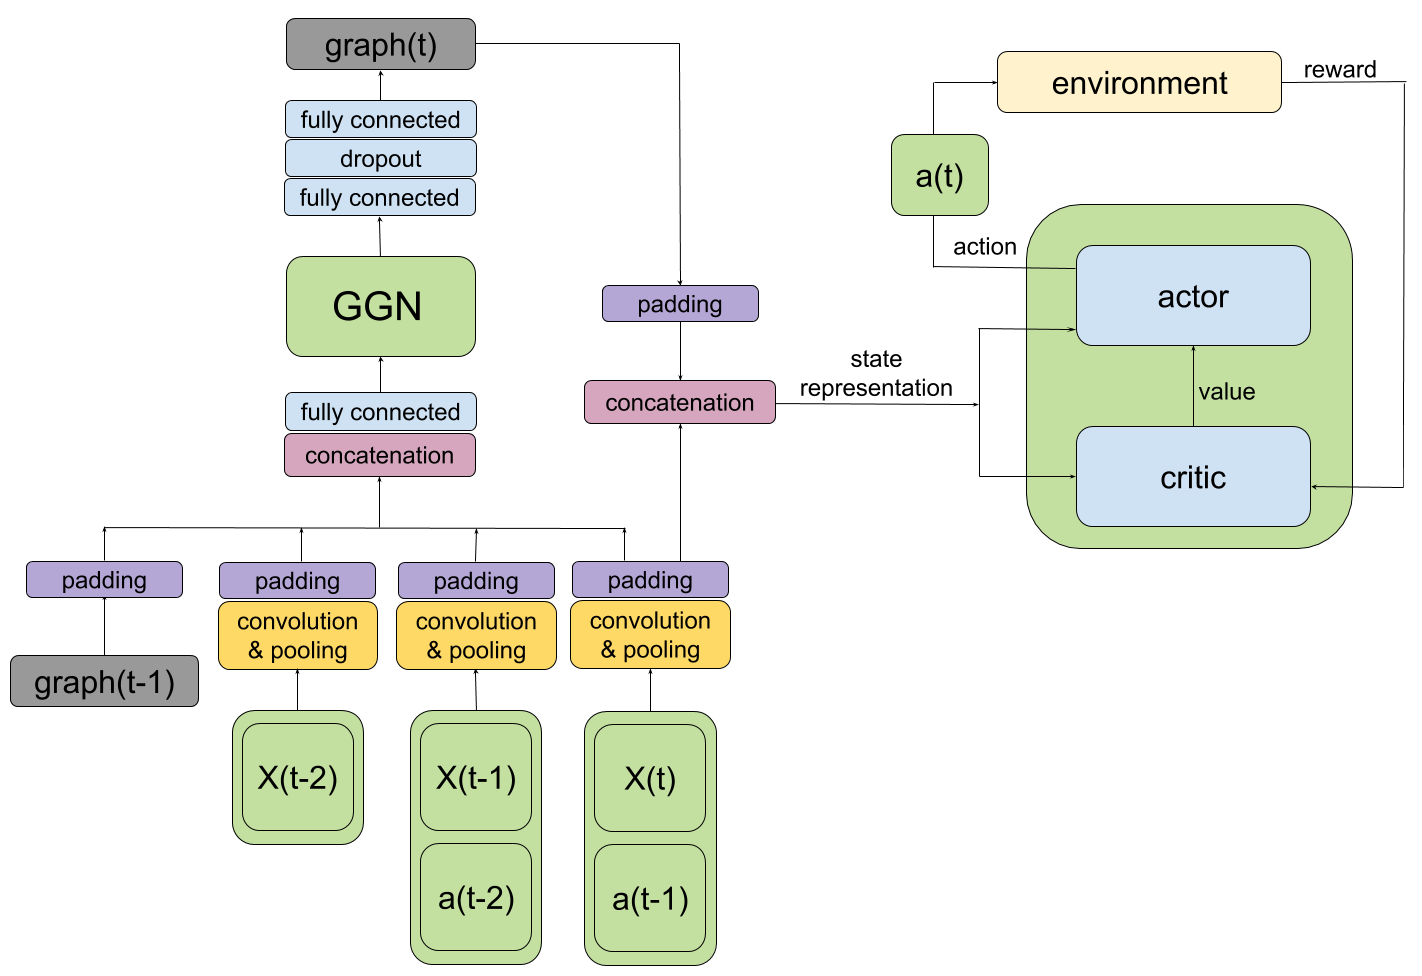 graph(t)
fully connected
dropout
fully connected
GGN
fully connected
concatenation
padding
padding
padding
padding
convolution
& pooling
convolution
& pooling
convolution
& pooling
graph(t-1)
X(t-2)
X(t-1)
X(t)
a(t-2)
a(t-1)
padding
concatenation
state
representation
environment
reward
a(t)
action
actor
value
critic